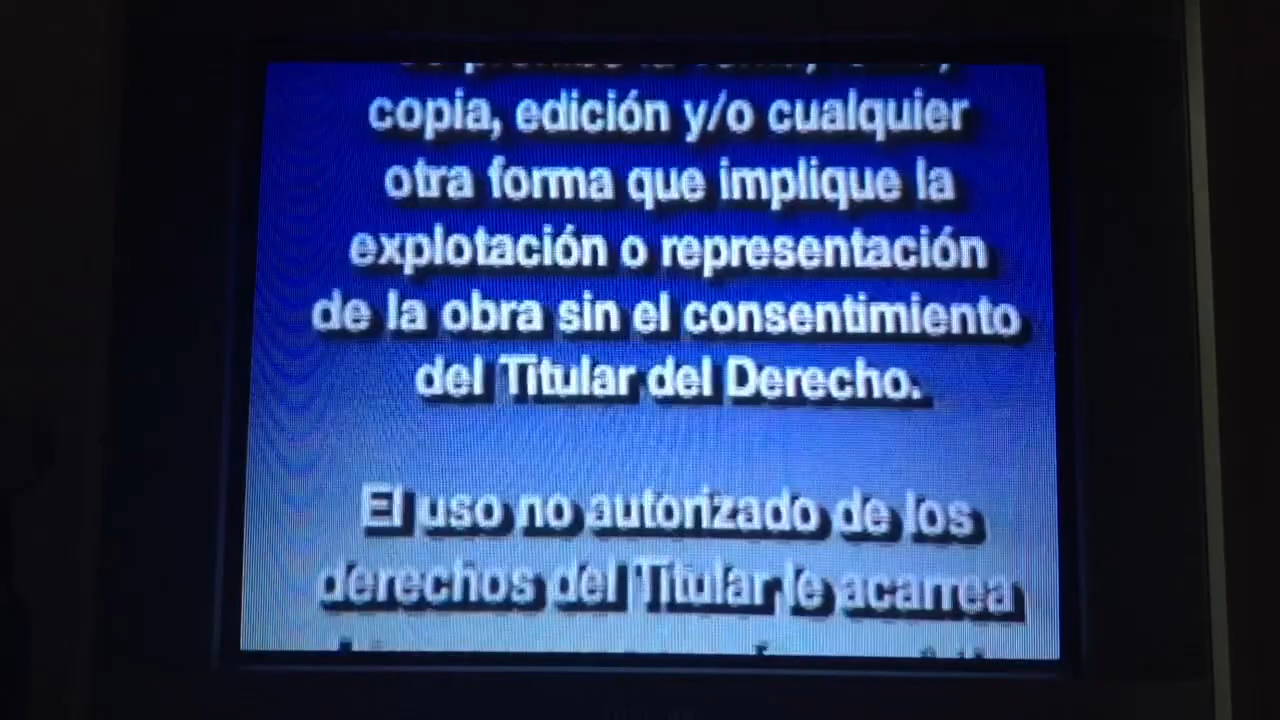 copia, edición y/o cualquier
otra forma que implique la
explotación o representación
de la obra sin el consentimiento
del Titular del Derecho.
El uso no autorizado de los
derechos del Titular le acarrea